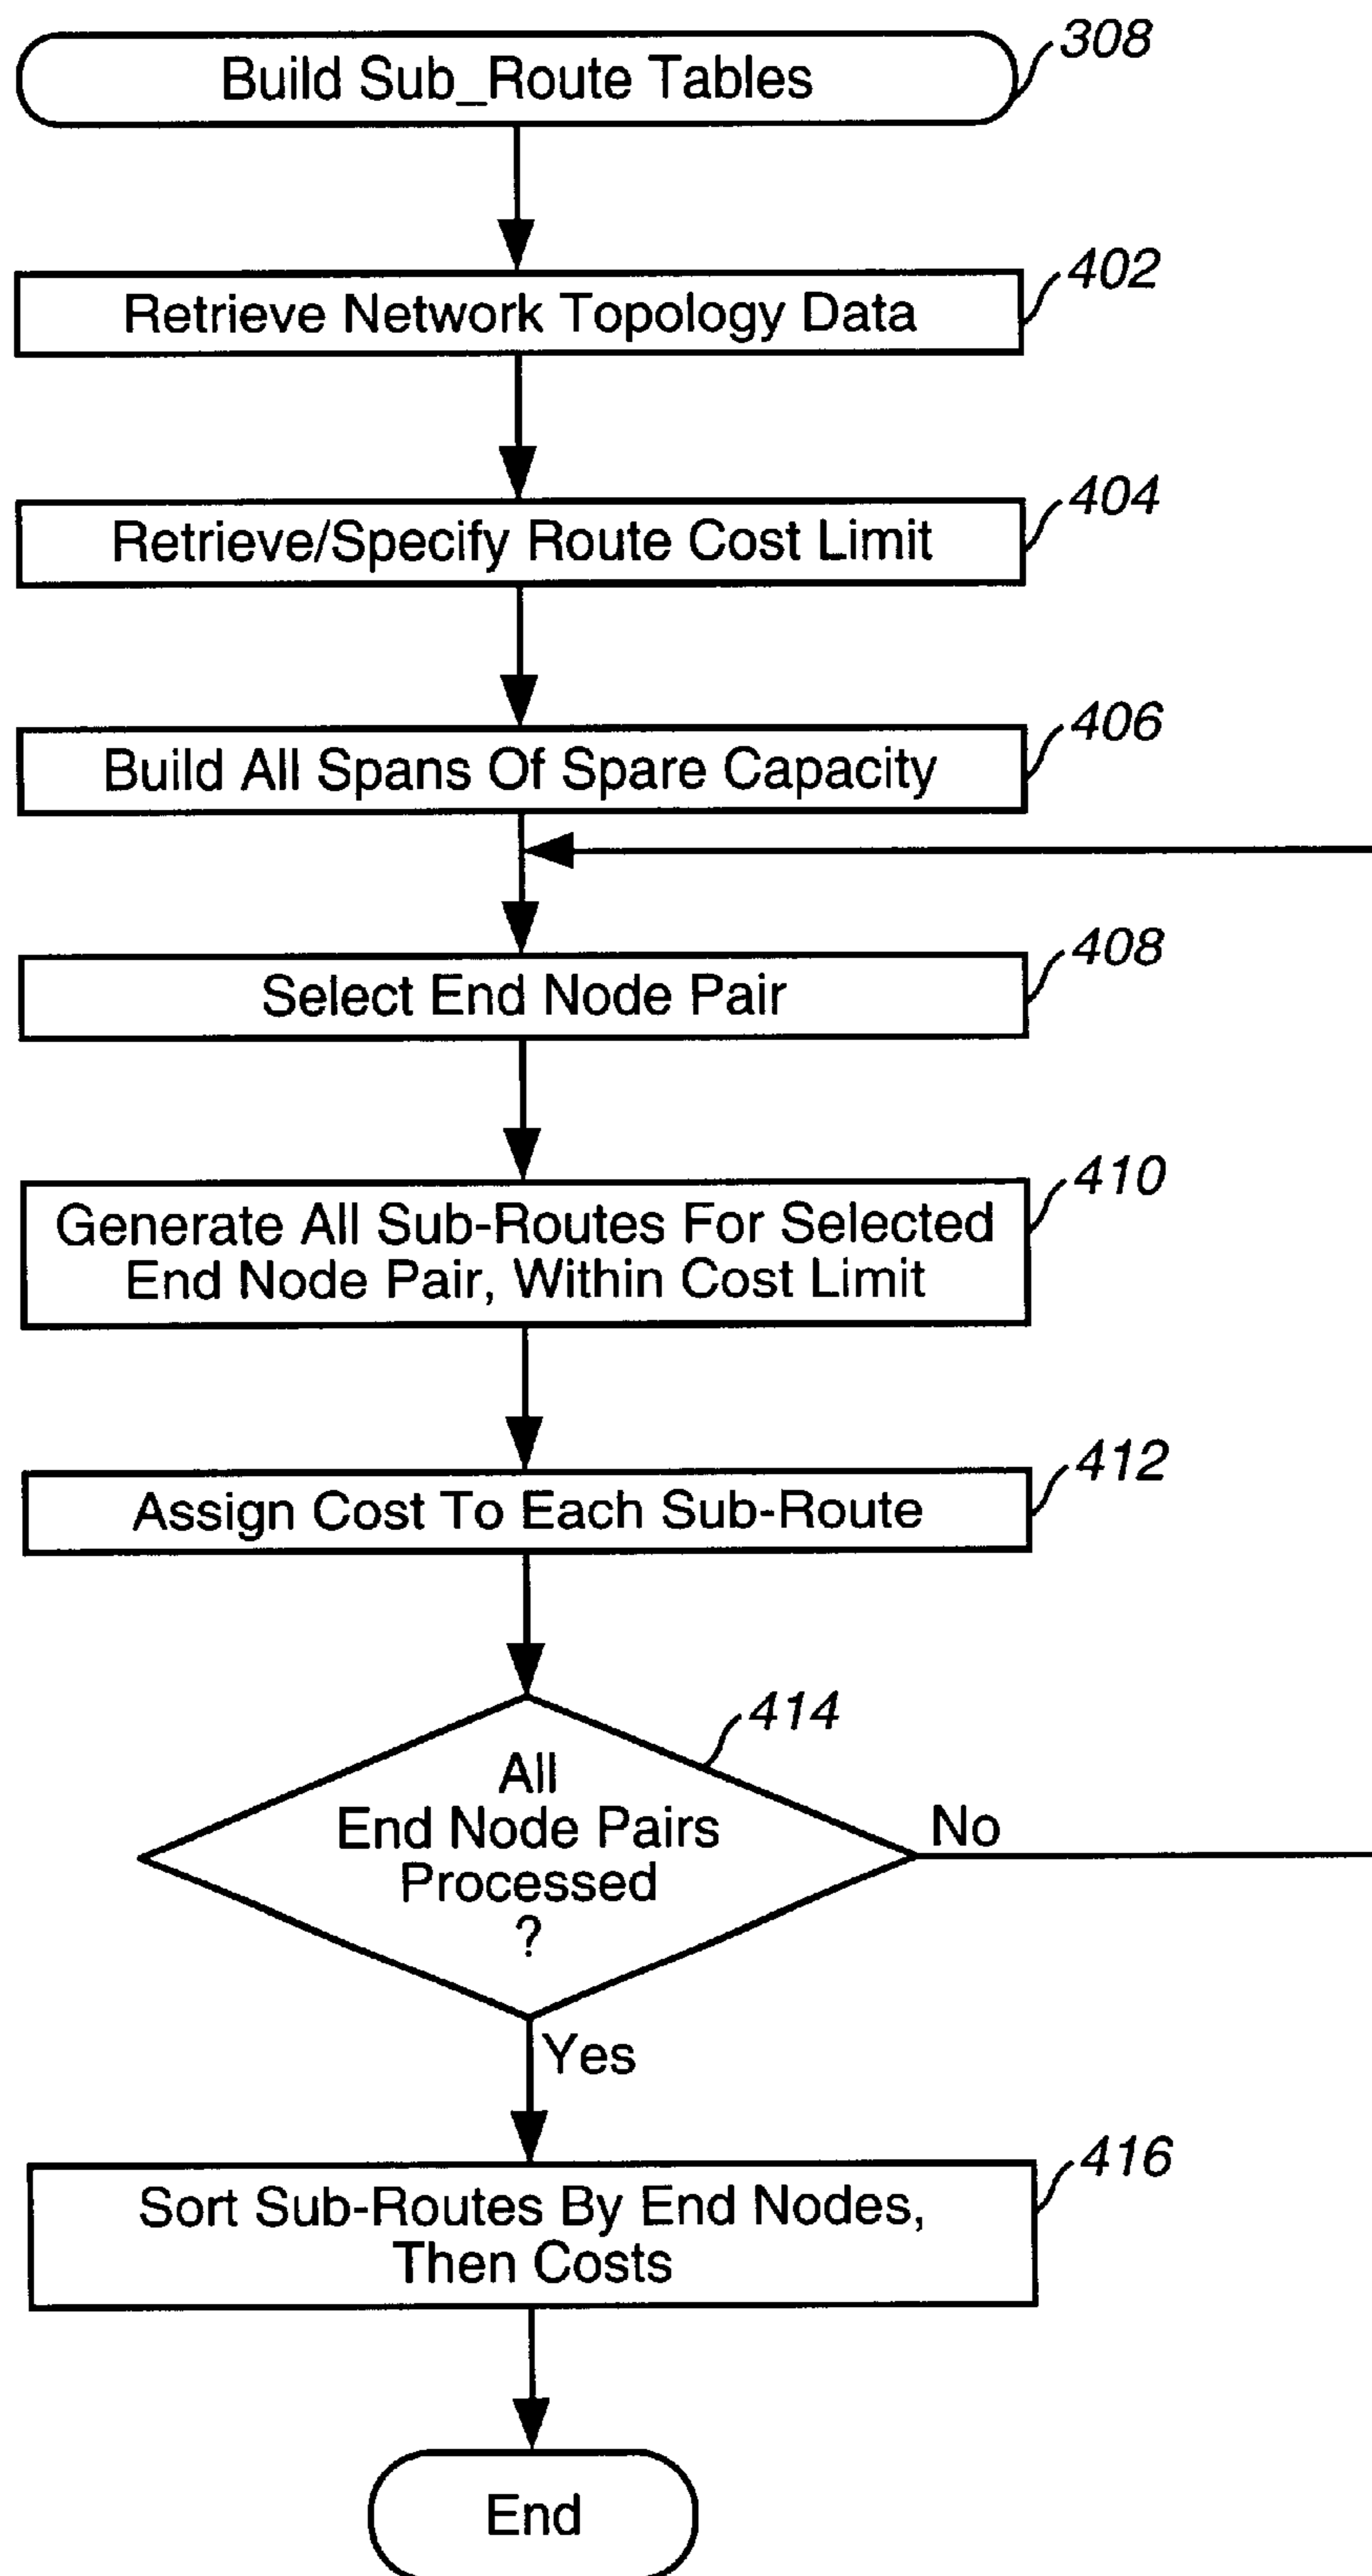 Build Sub_Route Tables
308
Retrieve Network Topology Data
402
Retrieve/Specify Route Cost Limit
404
Build All Spans Of Spare Capacity
406
Select End Node Pair
408
Generate All Sub-Routes For Selected
End Node Pair, Within Cost Limit
410
Assign Cost To Each Sub-Route
412
All
End Node Pairs
Processed
?
414
No
Yes
Sort Sub-Routes By End Nodes,
Then Costs
416
End